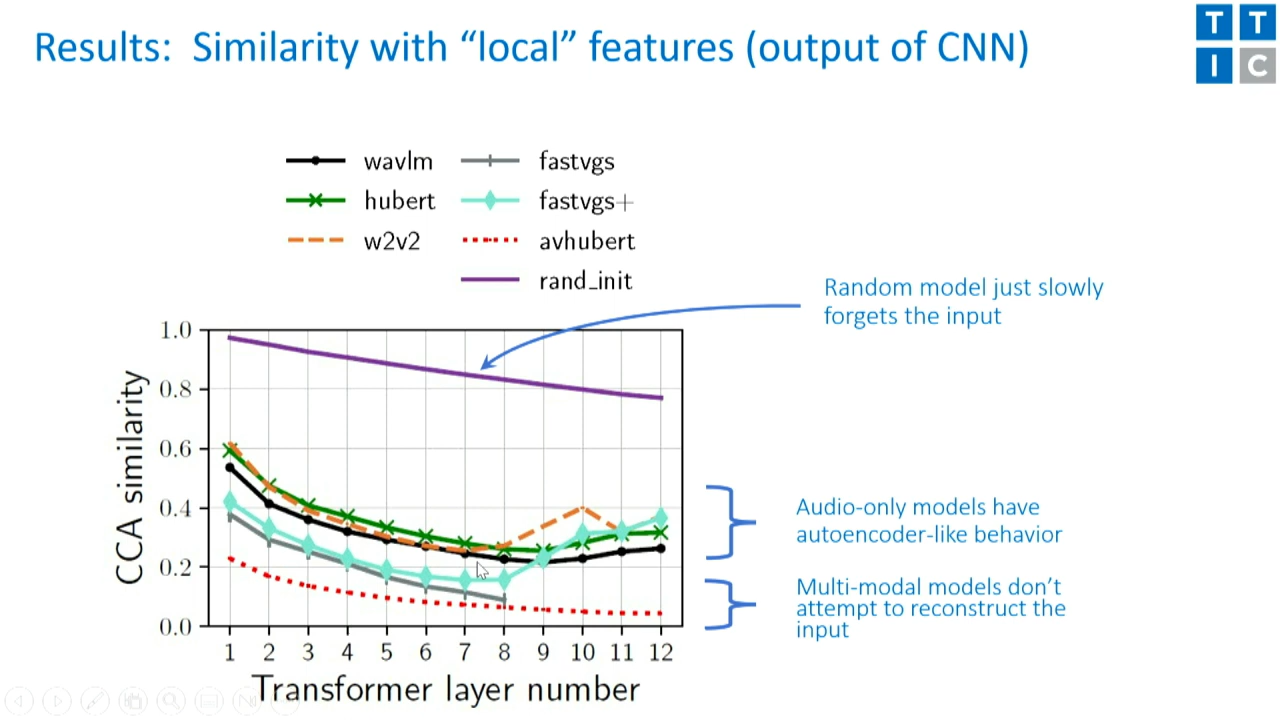 Results: Similarity with “local” features (output of CNN)
T T
I C
wavlm
hubert
w2v2
fastvgs
fastvgs+
avhubert
rand_init
Random model just slowly
forgets the input
1.0
0.8
0.6
0.4
0.2
0.0
CCA similarity
1 2 3 4 5 6 7 8 9 10 11 12
Transformer layer number
Audio-only models have
autoencoder-like behavior
Multi-modal models don’t
attempt to reconstruct the
input